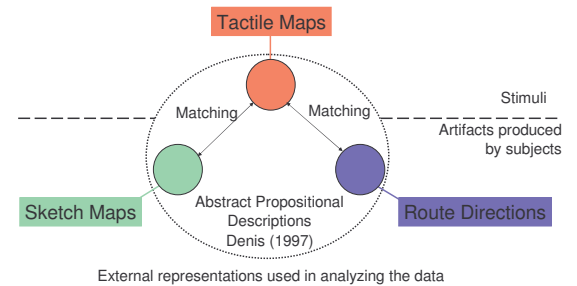 Tactile Maps
Stimuli
Matching
Matching
Artifacts produced
by subjects
Sketch Maps
Abstract Propositional
Descriptions
Denis (1997)
Route Directions
External representations used in analyzing the data